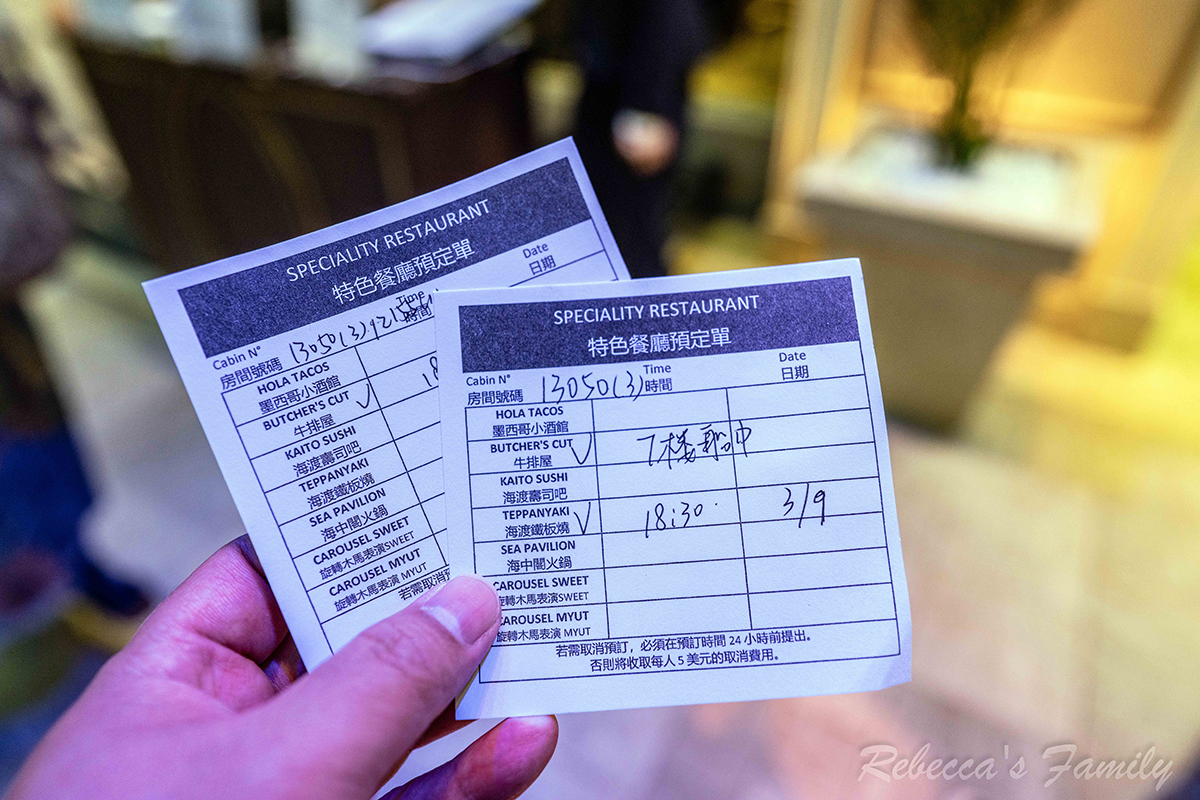 SPECIALITY RESTAURANT
特色餐廳預定單
Date
日期
Time
時間
Cabin N°
房間號碼
13050(3)
HOLA TACOS
墨西哥小酒館
BUTCHER'S CUT
牛排屋
KAITO SUSHI
海渡壽司吧
TEPPANYAKI
海渡鐵板燒
SEA PAVILION
海中閣火鍋
CAROUSEL SWEET
旋轉木馬表演SWEET
CAROUSEL MYUT
旋轉木馬表演 MYUT
若需取消預
SPECIALITY RESTAURANT
特色餐廳預定單
Cabin N° Time Date
房間號碼 13050(3) 時間 日期
HOLA TACOS
墨西哥小酒館
BUTCHER'S CUT
牛排屋 7楼船中
KAITO SUSHI
海渡壽司吧
TEPPANYAKI
海渡鐵板燒 18:30 3/9
SEA PAVILION
海中閣火鍋
CAROUSEL SWEET
旋轉木馬表演SWEET
CAROUSEL MYUT
旋轉木馬表演 MYUT
若需取消預訂，必須在預訂時間 24 小時前提出。
否則將收取每人 5 美元的取消費用。
Rebecca's Family